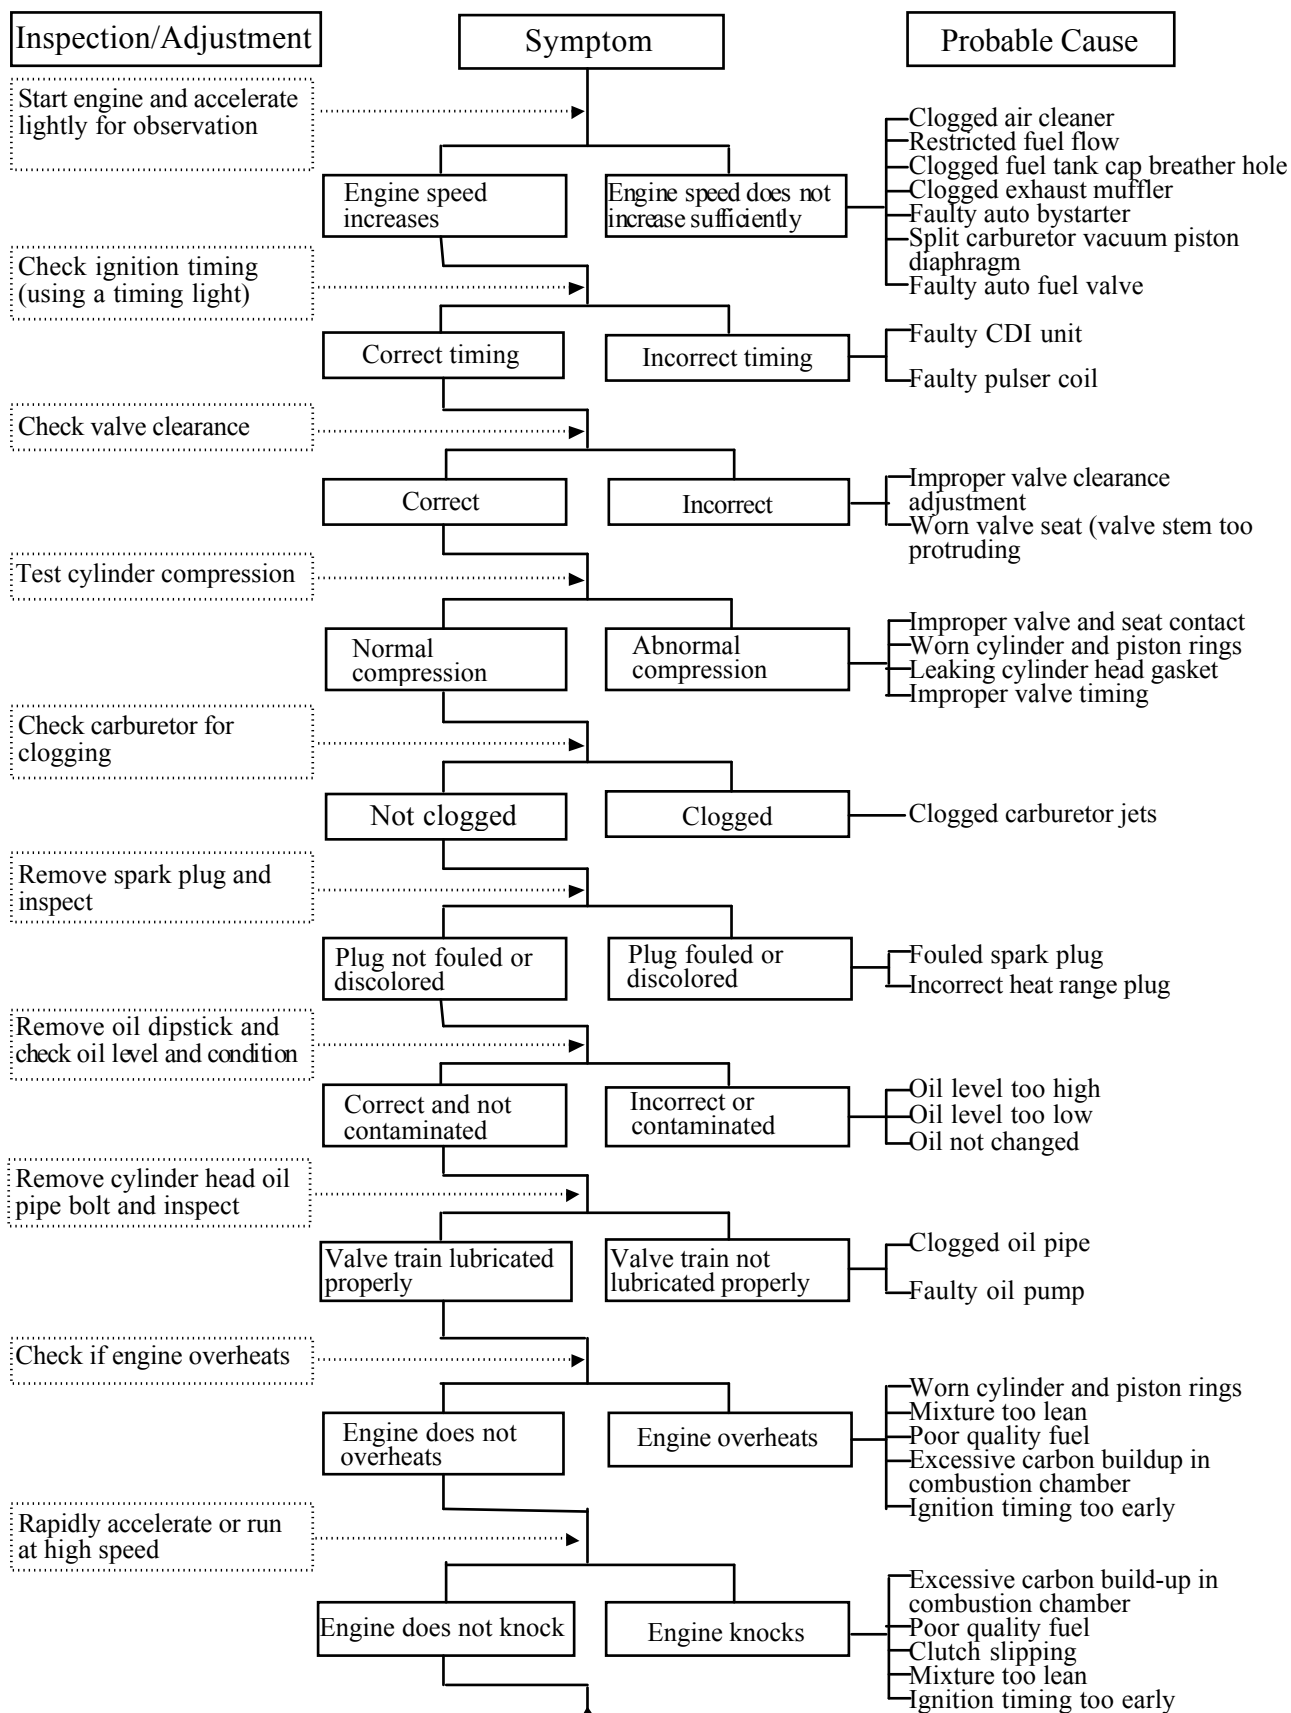 Inspection/Adjustment
Symptom
Probable Cause
Start engine and accelerate
lightly for observation
Clogged air cleaner
Restricted fuel flow
Clogged fuel tank cap breather hole
Clogged exhaust muffler
Faulty auto bystarter
Split carburetor vacuum piston
diaphragm
Faulty auto fuel valve
Engine speed
increases
Engine speed does not
increase sufficiently
Check ignition timing
(using a timing light)
Correct timing
Incorrect timing
Faulty CDI unit
Faulty pulser coil
Check valve clearance
Correct
Incorrect
Improper valve clearance
adjustment
Worn valve seat (valve stem too
protruding
Test cylinder compression
Normal
compression
Abnormal
compression
Improper valve and seat contact
Worn cylinder and piston rings
Leaking cylinder head gasket
Improper valve timing
Check carburetor for
clogging
Not clogged
Clogged
Clogged carburetor jets
Remove spark plug and
inspect
Plug not fouled or
discolored
Plug fouled or
discolored
Fouled spark plug
Incorrect heat range plug
Remove oil dipstick and
check oil level and condition
Correct and not
contaminated
Incorrect or
contaminated
Oil level too high
Oil level too low
Oil not changed
Remove cylinder head oil
pipe bolt and inspect
Valve train lubricated
properly
Valve train not
lubricated properly
Clogged oil pipe
Faulty oil pump
Check if engine overheats
Engine does not
overheats
Engine overheats
Worn cylinder and piston rings
Mixture too lean
Poor quality fuel
Excessive carbon buildup in
combustion chamber
Ignition timing too early
Rapidly accelerate or run
at high speed
Engine does not knock
Engine knocks
Excessive carbon build-up in
combustion chamber
Poor quality fuel
Clutch slipping
Mixture too lean
Ignition timing too early